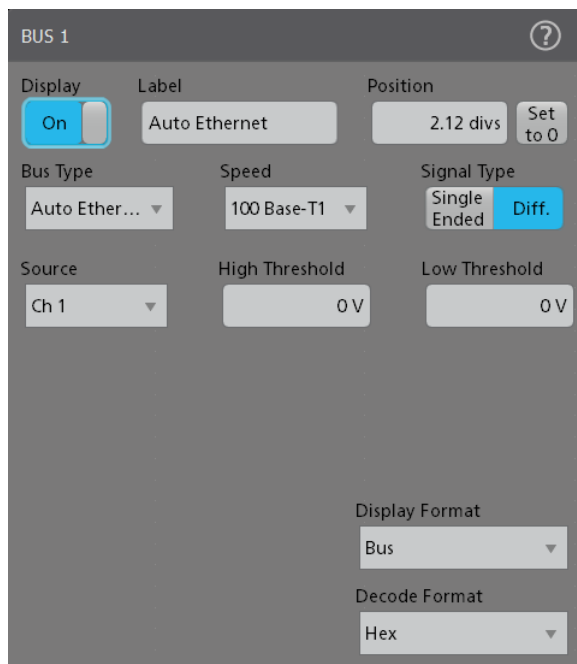 BUS 1 ?
Display Label Position
On Auto Ethernet 2.12 divs Set to 0
Bus Type Speed Signal Type
Auto Ether... 100 Base-T1 Single Ended Diff.
Source High Threshold Low Threshold
Ch 1 0 V 0 V
Display Format
Bus
Decode Format
Hex